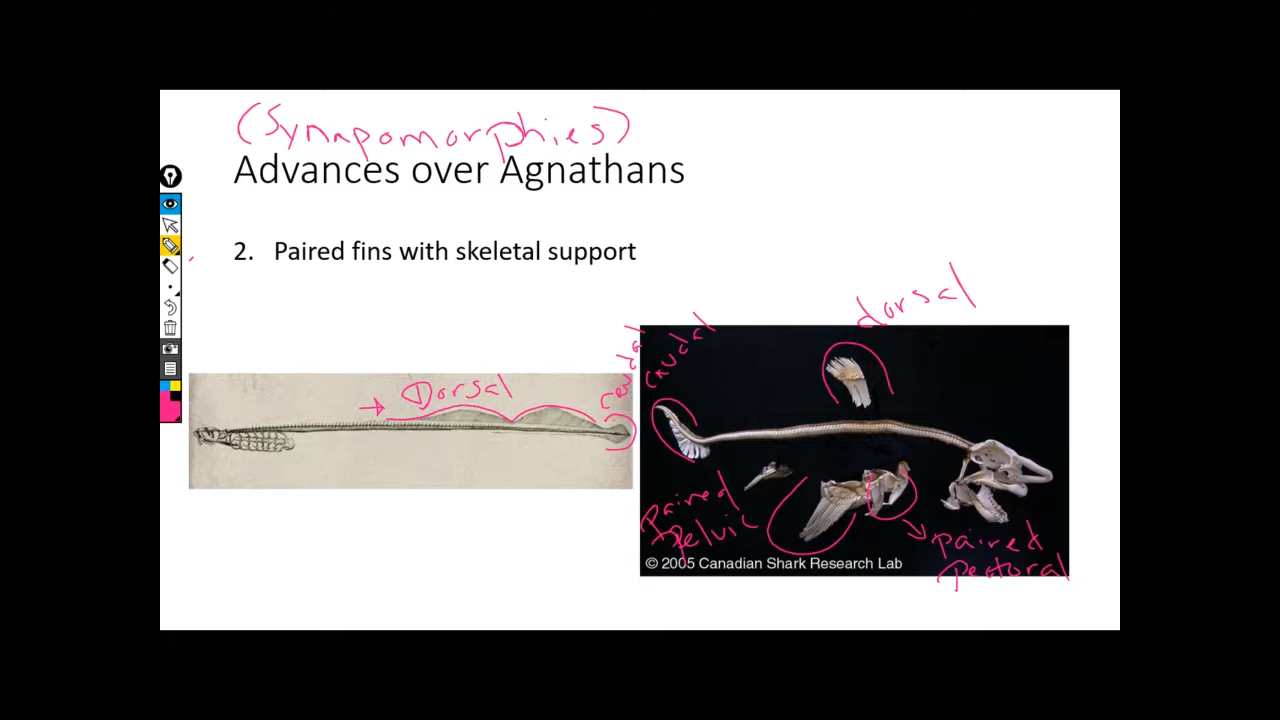 (Synapomorphies)
Advances over Agnathans
2. Paired fins with skeletal support
dorsal
Dorsal
caudal
caudal
Paired
pelvic
paired
pectoral
© 2005 Canadian Shark Research Lab